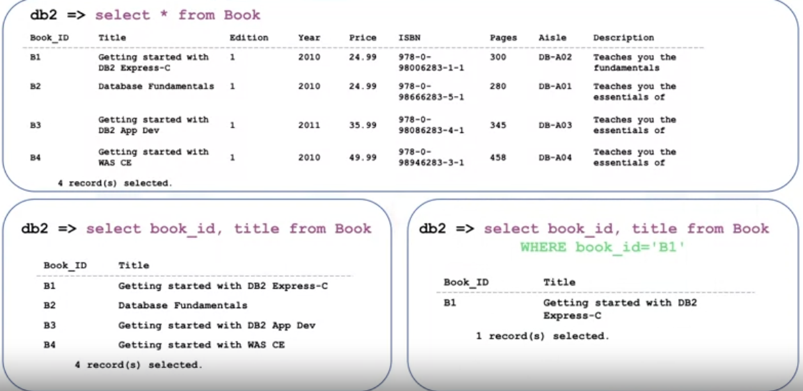 db2 => select * from Book
Book_ID Title Edition Year Price ISBN Pages Aisle Description
B1 Getting started with DB2 Express-C 1 2010 24.99 978-0-98006283-1-1 300 DB-A02 Teaches you the fundamentals
B2 Database Fundamentals 1 2010 24.99 978-0-98666283-5-1 280 DB-A01 Teaches you the essentials of
B3 Getting started with DB2 App Dev 1 2011 35.99 978-0-98086283-4-1 345 DB-A03 Teaches you the essentials of
B4 Getting started with WAS CE 1 2010 49.99 978-0-98946283-3-1 458 DB-A04 Teaches you the essentials of
4 record(s) selected.
db2 => select book_id, title from Book
Book_ID Title
B1 Getting started with DB2 Express-C
B2 Database Fundamentals
B3 Getting started with DB2 App Dev
B4 Getting started with WAS CE
4 record(s) selected.
db2 => select book_id, title from Book
WHERE book_id='B1'
Book_ID Title
B1 Getting started with DB2
Express-C
1 record(s) selected.